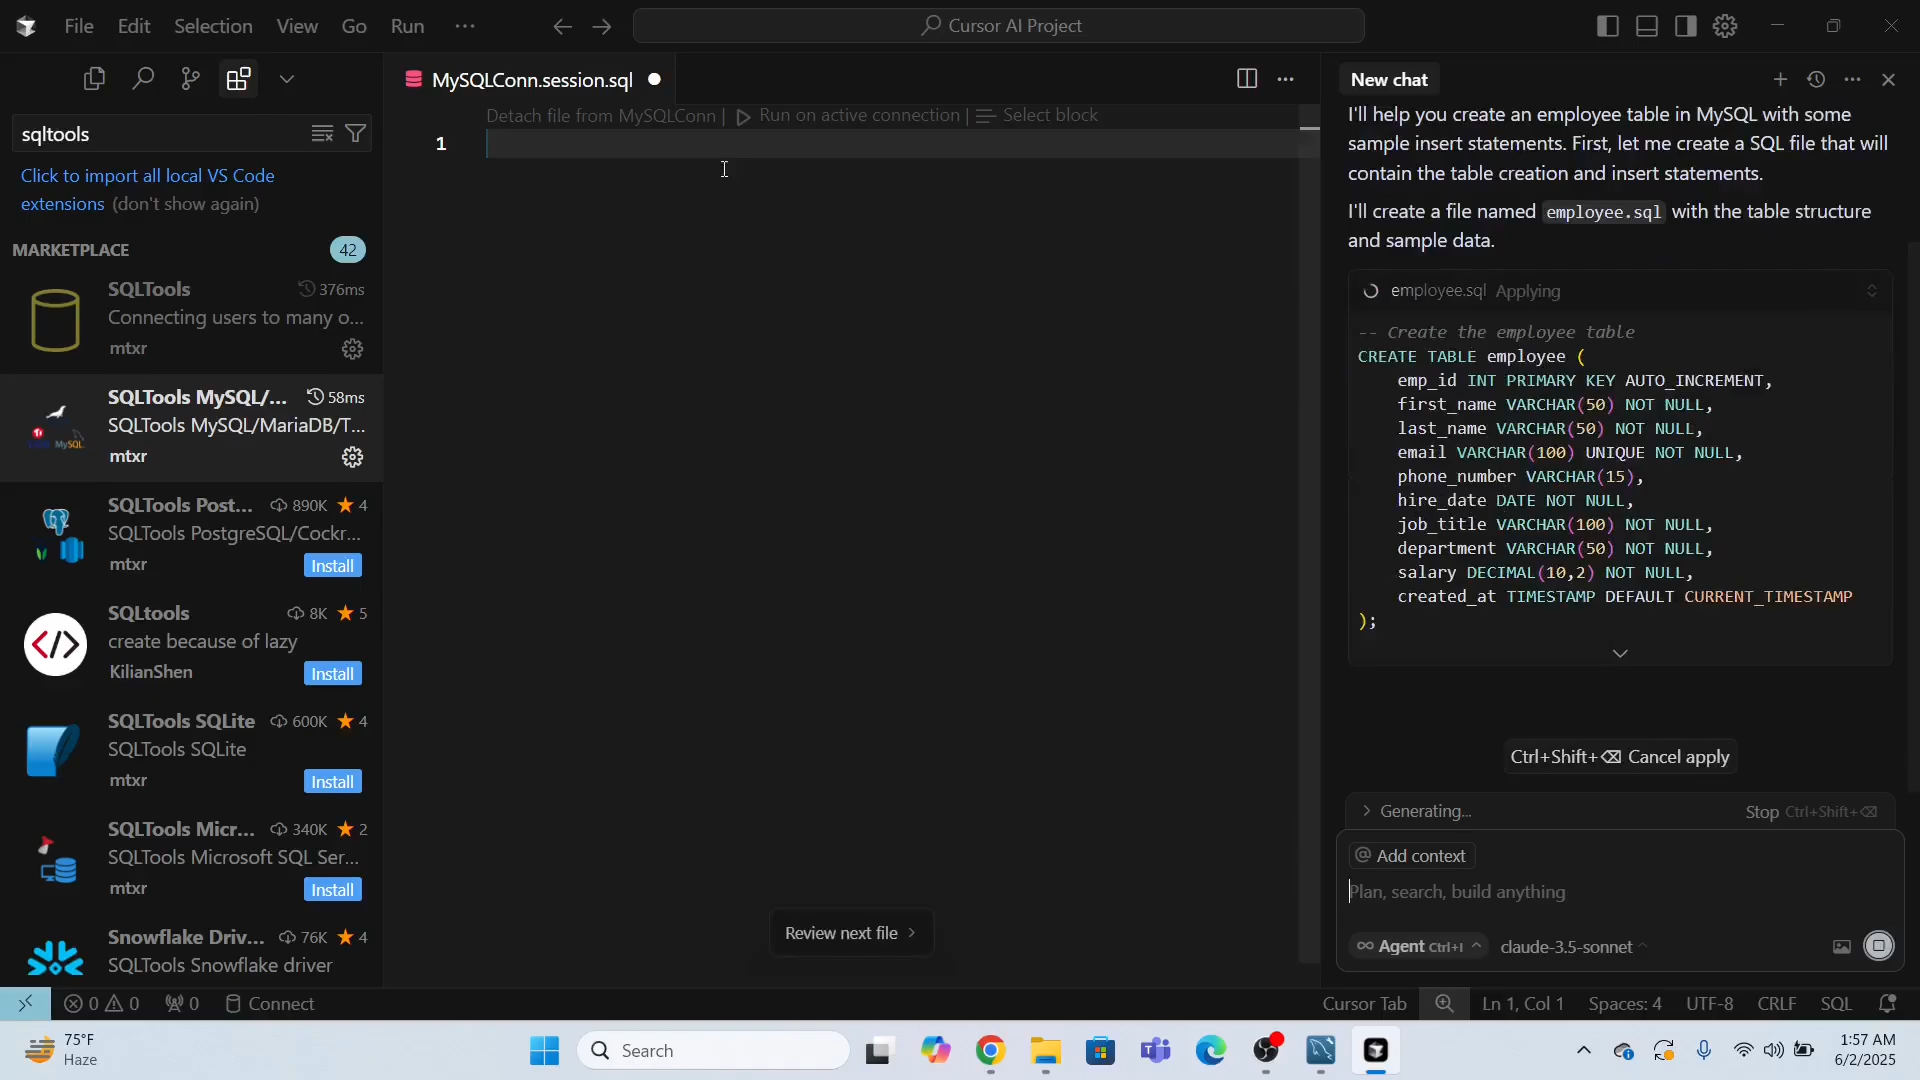 File Edit Selection View Go Run ···
Cursor AI Project
sqltools
Click to import all local VS Code
extensions (don't show again)
MARKETPLACE 42
SQLTools 376ms
Connecting users to many o...
mtxr
SQLTools MySQL/... 58ms
SQLTools MySQL/MariaDB/T...
mtxr
SQLTools Post... 890K ★ 4
SQLTools PostgreSQL/Cockr...
mtxr Install
SQLtools 8K ★ 5
create because of lazy
KilianShen Install
SQLTools SQLite 600K ★ 4
SQLTools SQLite
mtxr Install
SQLTools Micr... 340K ★ 2
SQLTools Microsoft SQL Ser...
mtxr Install
Snowflake Driv... 76K ★ 4
SQLTools Snowflake driver
MySQLConn.session.sql
Detach file from MySQLConn | Run on active connection | Select block
1
Review next file
New chat
I'll help you create an employee table in MySQL with some
sample insert statements. First, let me create a SQL file that will
contain the table creation and insert statements.
I'll create a file named employee.sql with the table structure
and sample data.
employee.sql Applying
-- Create the employee table
CREATE TABLE employee (
emp_id INT PRIMARY KEY AUTO_INCREMENT,
first_name VARCHAR(50) NOT NULL,
last_name VARCHAR(50) NOT NULL,
email VARCHAR(100) UNIQUE NOT NULL,
phone_number VARCHAR(15),
hire_date DATE NOT NULL,
job_title VARCHAR(100) NOT NULL,
department VARCHAR(50) NOT NULL,
salary DECIMAL(10,2) NOT NULL,
created_at TIMESTAMP DEFAULT CURRENT_TIMESTAMP
);
Ctrl+Shift+⌫ Cancel apply
Generating... Stop Ctrl+Shift+⌫
@ Add context
Plan, search, build anything
∞ Agent Ctrl+I claude-3.5-sonnet
0 0 0 Connect
Cursor Tab Ln 1, Col 1 Spaces: 4 UTF-8 CRLF SQL
75°F
Haze
Search
1:57 AM
6/2/2025